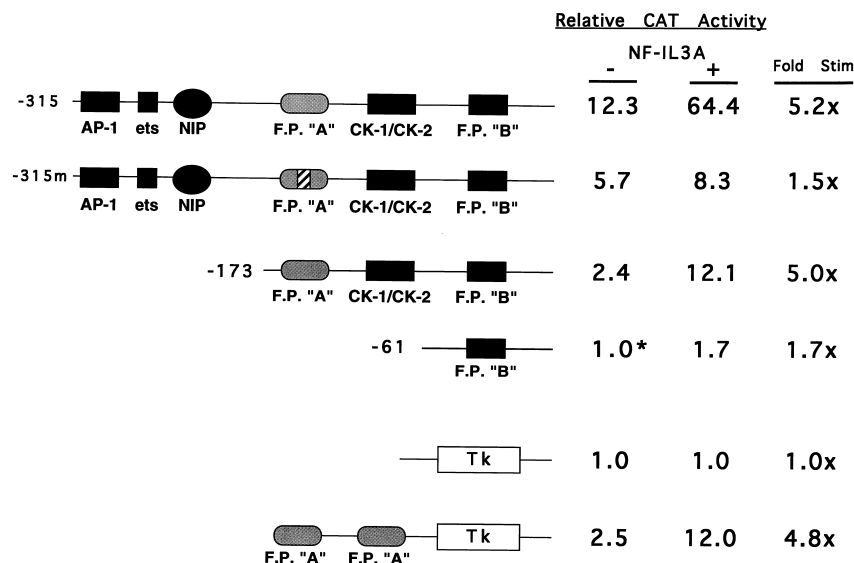 Relative CAT Activity
NF-IL3A
- + Fold Stim
-315 12.3 64.4 5.2x
AP-1 ets NIP F.P. "A" CK-1/CK-2 F.P. "B"
-315m 5.7 8.3 1.5x
AP-1 ets NIP F.P. "A" CK-1/CK-2 F.P. "B"
-173 2.4 12.1 5.0x
F.P. "A" CK-1/CK-2 F.P. "B"
-61 1.0* 1.7 1.7x
F.P. "B"
Tk 1.0 1.0 1.0x
Tk 2.5 12.0 4.8x
F.P. "A" F.P. "A"